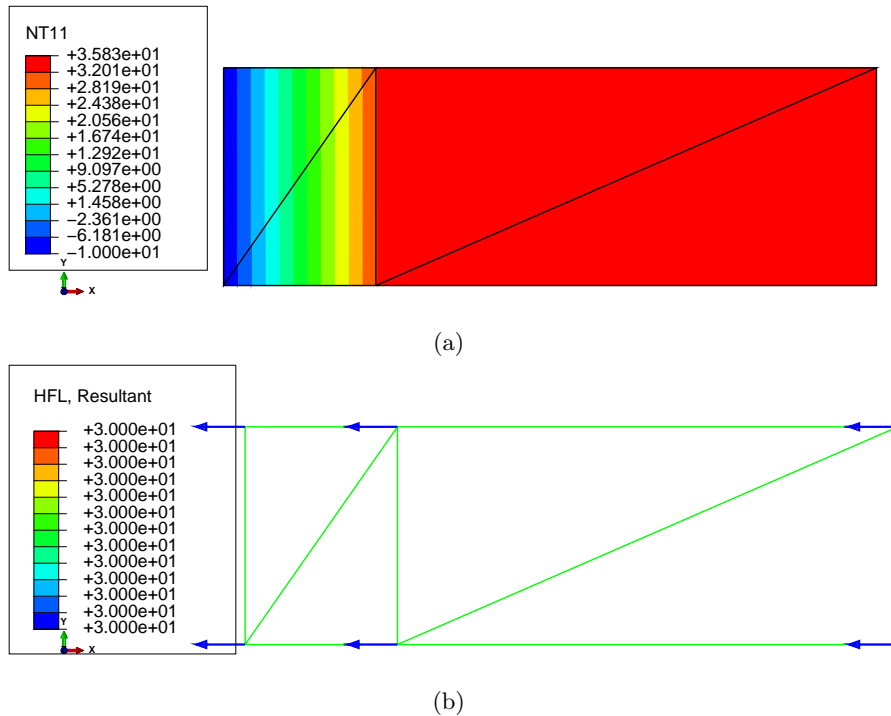 NT11
+3.583e+01
+3.201e+01
+2.819e+01
+2.438e+01
+2.056e+01
+1.674e+01
+1.292e+01
+9.097e+00
+5.278e+00
+1.458e+00
−2.361e+00
−6.181e+00
−1.000e+01
Y
X
(a)
HFL, Resultant
+3.000e+01
+3.000e+01
+3.000e+01
+3.000e+01
+3.000e+01
+3.000e+01
+3.000e+01
+3.000e+01
+3.000e+01
+3.000e+01
+3.000e+01
+3.000e+01
+3.000e+01
Y
X
(b)